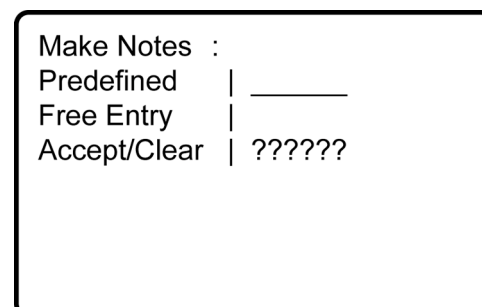 Make Notes :
Predefined | ______
Free Entry |
Accept/Clear | ??????